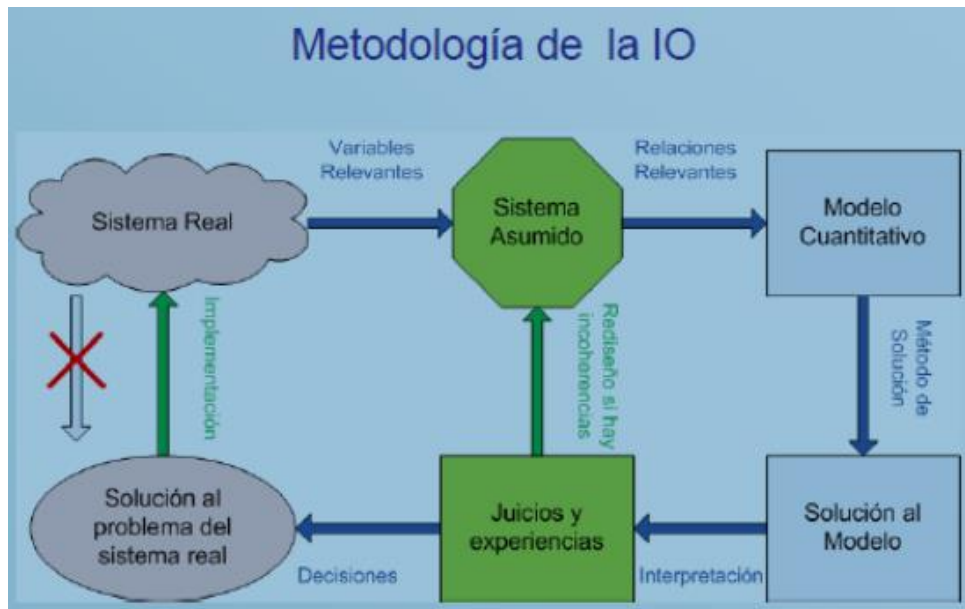 Metodología de la IO
Variables
Relevantes
Relaciones
Relevantes
Sistema Real
Sistema
Asumido
Modelo
Cuantitativo
Implementación
Rediseño si hay
incoherencias
Método de
Solución
Solución al
problema del
sistema real
Juicios y
experiencias
Solución al
Modelo
Decisiones
Interpretación